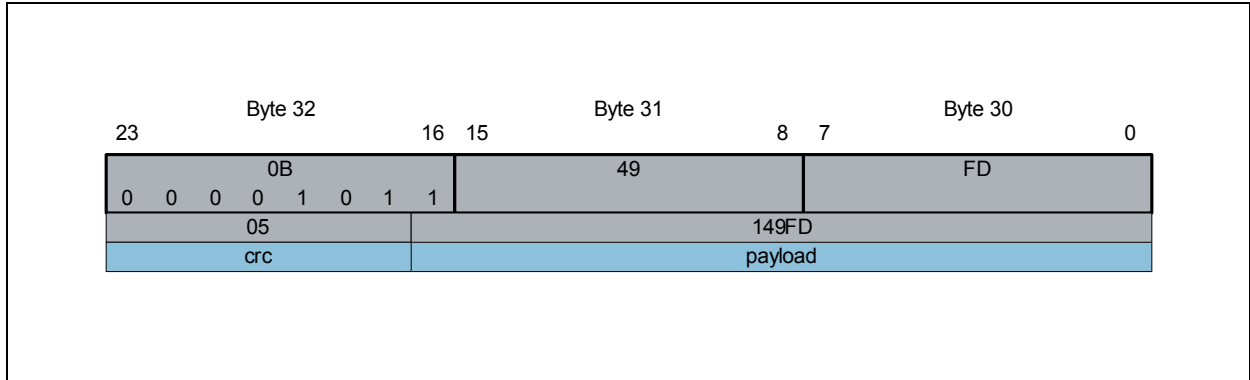 Byte 32 Byte 31 Byte 30
23 16 15 8 7 0
0B 49 FD
0 0 0 0 1 0 1 1
05 149FD
crc payload